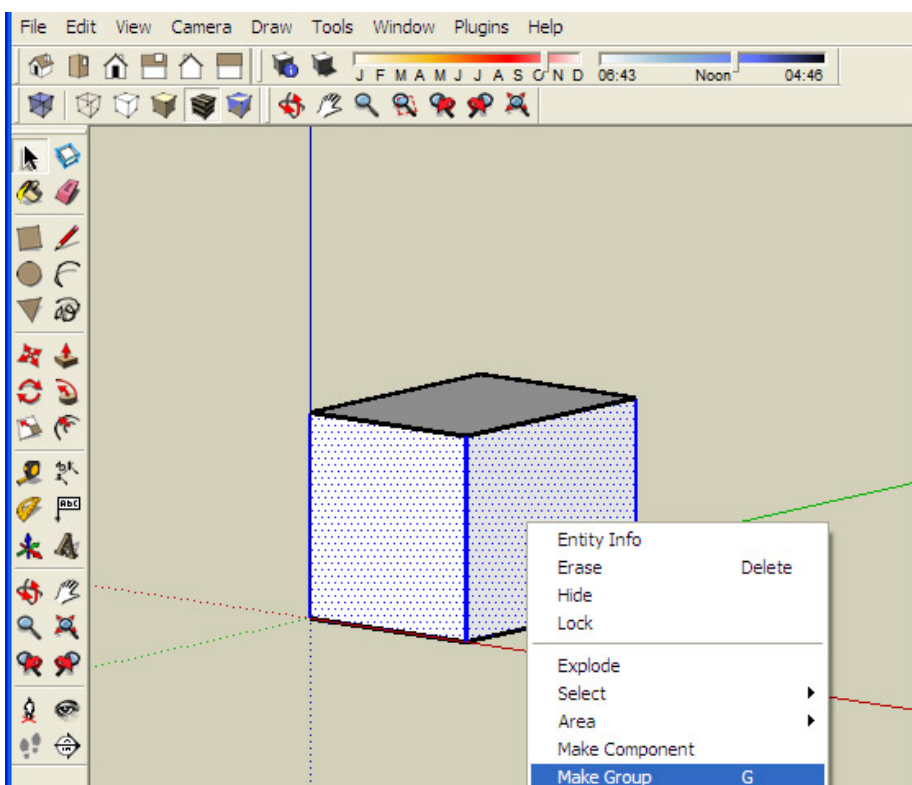 File Edit View Camera Draw Tools Window Plugins Help
J F M A M J J A S O N D 06:43 Noon 04:46
Abc
Entity Info
Erase Delete
Hide
Lock
Explode
Select
Area
Make Component
Make Group G